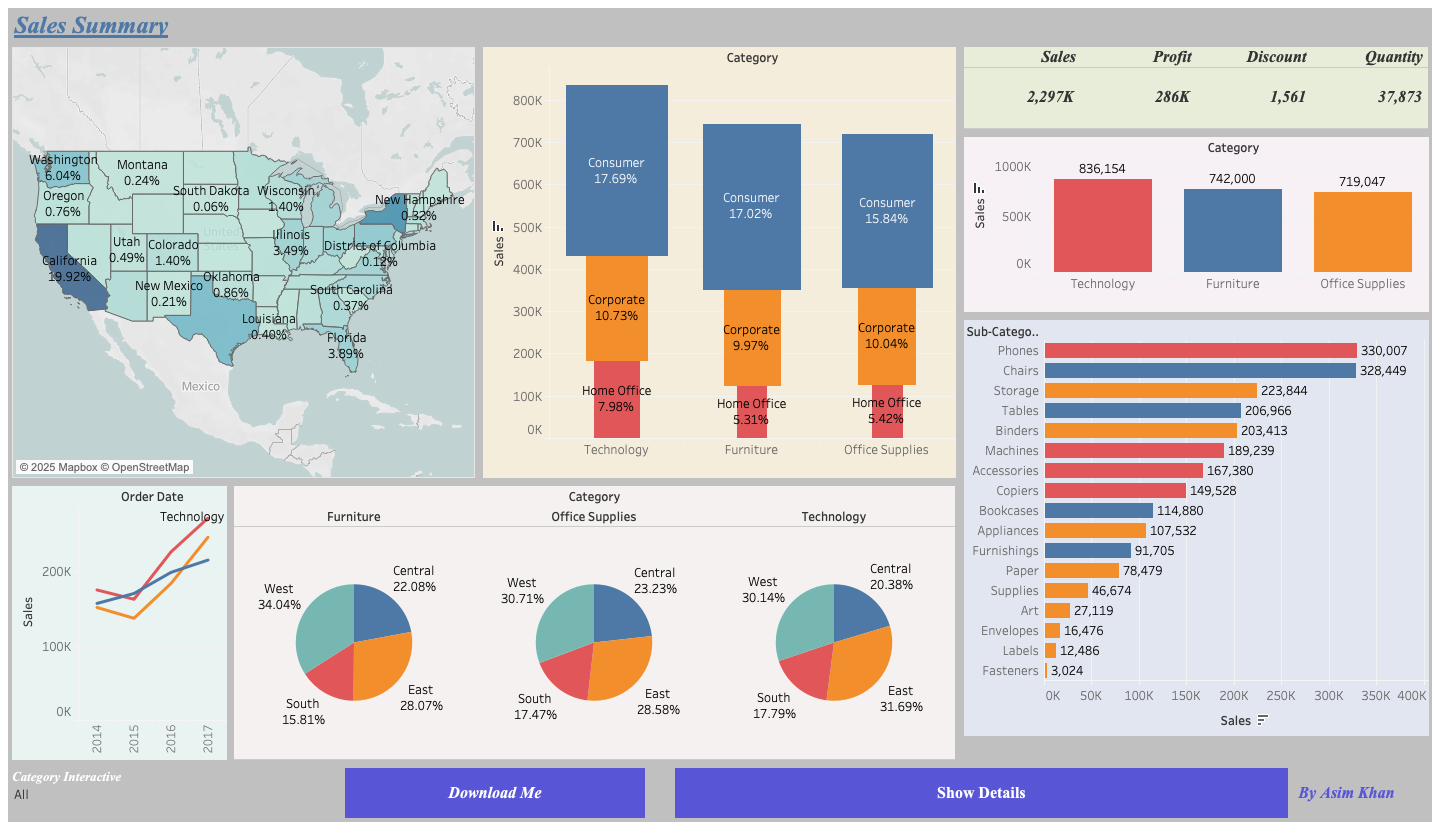 Sales Summary
Washington
6.04%
Montana
0.24%
Oregon
0.76%
South Dakota
0.06%
Wisconsin
1.40%
New Hampshire
0.32%
United
States
Utah
0.49%
Colorado
1.40%
Illinois
3.49%
District of Columbia
0.12%
California
19.92%
Oklahoma
0.86%
New Mexico
0.21%
South Carolina
0.37%
Louisiana
0.40%
Florida
3.89%
Mexico
© 2025 Mapbox © OpenStreetMap
Category
Sales
800K
700K
600K
500K
400K
300K
200K
100K
0K
Consumer
17.69%
Corporate
10.73%
Home Office
7.98%
Consumer
17.02%
Corporate
9.97%
Home Office
5.31%
Consumer
15.84%
Corporate
10.04%
Home Office
5.42%
Technology Furniture Office Supplies
Sales Profit Discount Quantity
2,297K 286K 1,561 37,873
Category
Sales
1000K
500K
0K
836,154 742,000 719,047
Technology Furniture Office Supplies
Sub-Catego..
Phones 330,007
Chairs 328,449
Storage 223,844
Tables 206,966
Binders 203,413
Machines 189,239
Accessories 167,380
Copiers 149,528
Bookcases 114,880
Appliances 107,532
Furnishings 91,705
Paper 78,479
Supplies 46,674
Art 27,119
Envelopes 16,476
Labels 12,486
Fasteners 3,024
0K 50K 100K 150K 200K 250K 300K 350K 400K
Sales
Order Date
Technology
Sales
200K
100K
0K
2014 2015 2016 2017
Category
Furniture Office Supplies Technology
West
34.04%
Central
22.08%
South
15.81%
East
28.07%
West
30.71%
Central
23.23%
South
17.47%
East
28.58%
West
30.14%
Central
20.38%
South
17.79%
East
31.69%
Category Interactive
All
Download Me
Show Details
By Asim Khan